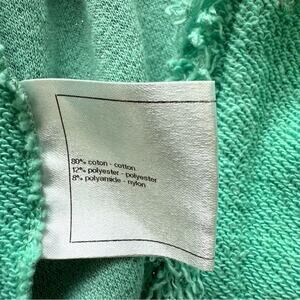 80% coton - cotton
12% polyester - polyester
8% polyamide - nylon